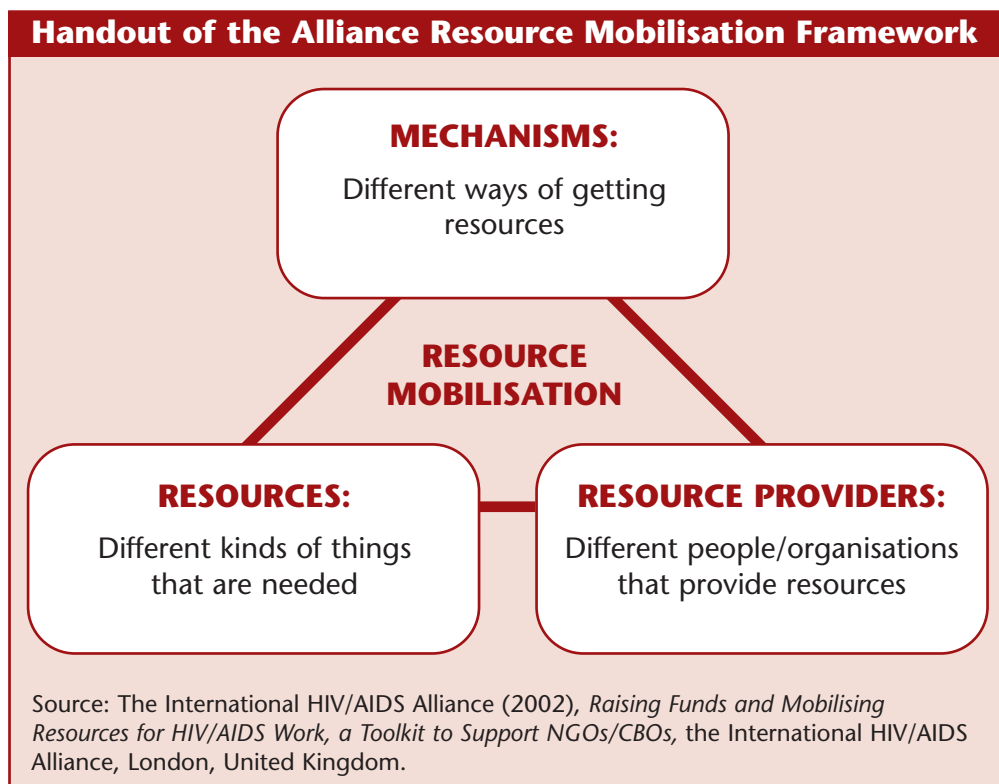 Handout of the Alliance Resource Mobilisation Framework
MECHANISMS:
Different ways of getting
resources
RESOURCE
MOBILISATION
RESOURCES:
Different kinds of things
that are needed
RESOURCE PROVIDERS:
Different people/organisations
that provide resources
Source: The International HIV/AIDS Alliance (2002), Raising Funds and Mobilising
Resources for HIV/AIDS Work, a Toolkit to Support NGOs/CBOs, the International HIV/AIDS
Alliance, London, United Kingdom.